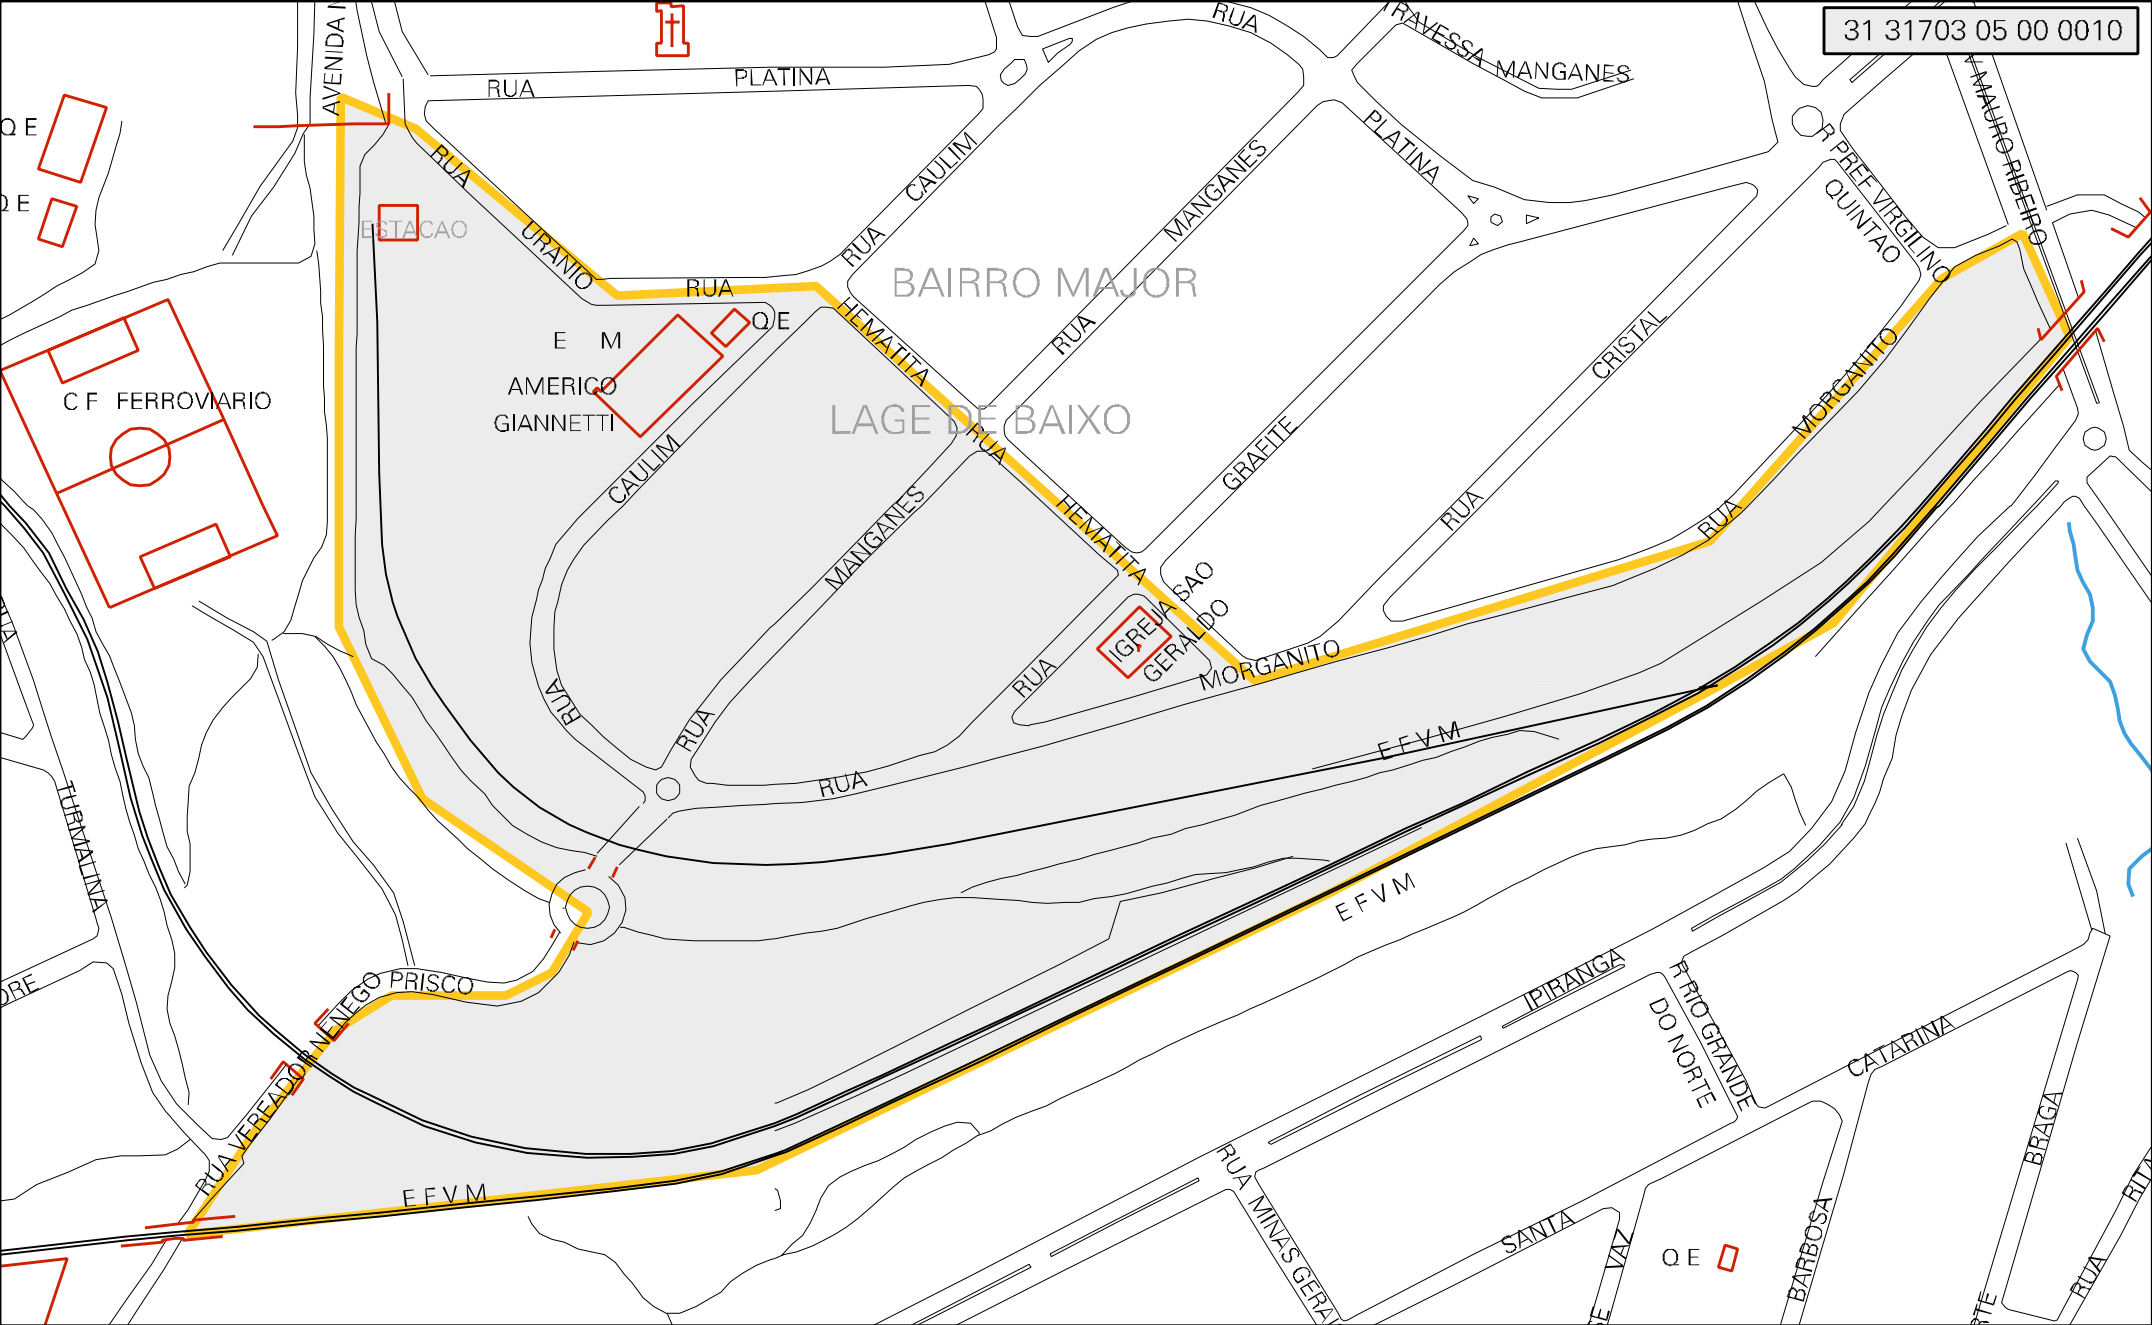 31 31703 05 00 0010
AVENIDA
RUA
TRAVESSA MANGANES
RUA PLATINA
V MAURO RIBEIRO
Q E
R PREF VIRGILINO
QUINTAO
PLATINA
RUA
CAULIM
MANGANES
Q E
ESTACAO
URANIO
RUA
BAIRRO MAJOR
LAGE DE BAIXO
RUA
Q E
E M
AMERICO
GIANNETTI
HEMATITA
RUA
RUA
CRISTAL
MORGANITO
C F FERROVIARIO
CAULIM
MANGANES
GRAFITE
RUA
RUA
HEMATITA
IGREJA SAO
GERALDO
RUA
MORGANITO
RUA
RUA
RUA
E F V M
TURMALINA
E F V M
RUA VEREADOR NENEGO PRISCO
IPIRANGA
R RIO GRANDE
DO NORTE
CATARINA
BRAGA
E F V M
RUA MINAS GERAI
SANTA
VAZ
Q E
BARBOSA
RUA
RITA